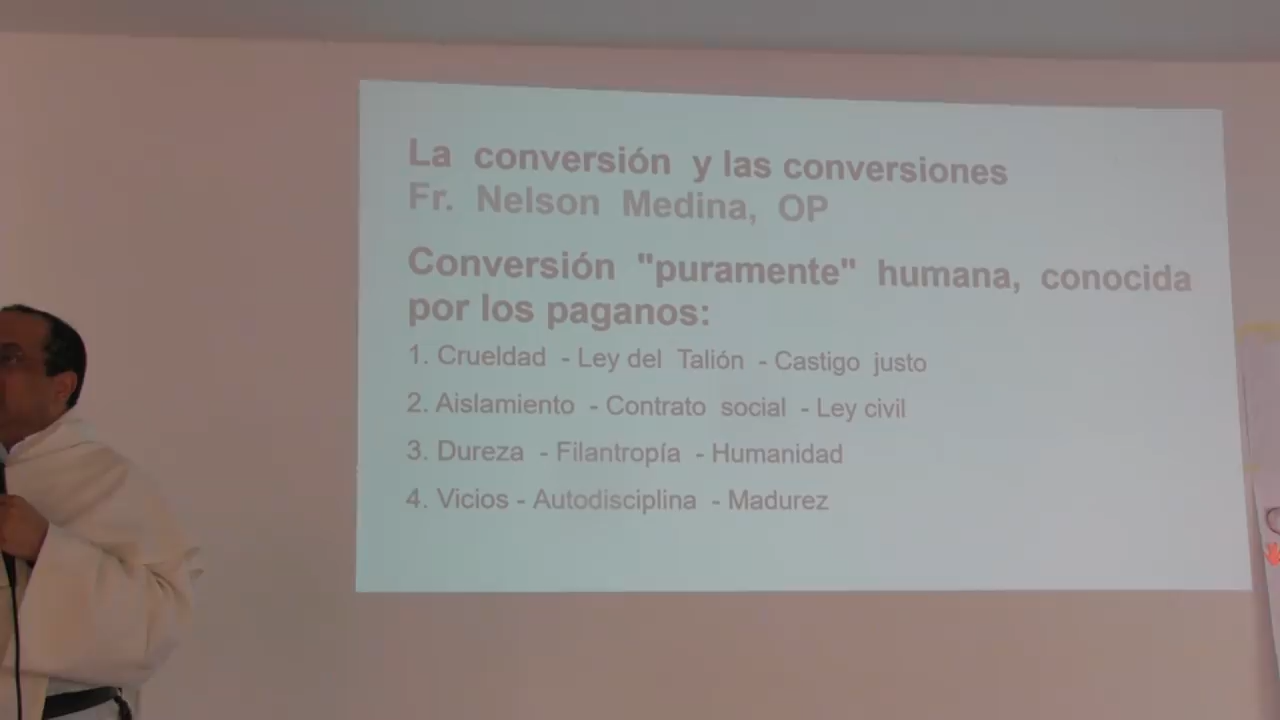 La conversión y las conversiones
Fr. Nelson Medina, OP
Conversión "puramente" humana, conocida
por los paganos:
1. Crueldad - Ley del Talión - Castigo justo
2. Aislamiento - Contrato social - Ley civil
3. Dureza - Filantropía - Humanidad
4. Vicios - Autodisciplina - Madurez